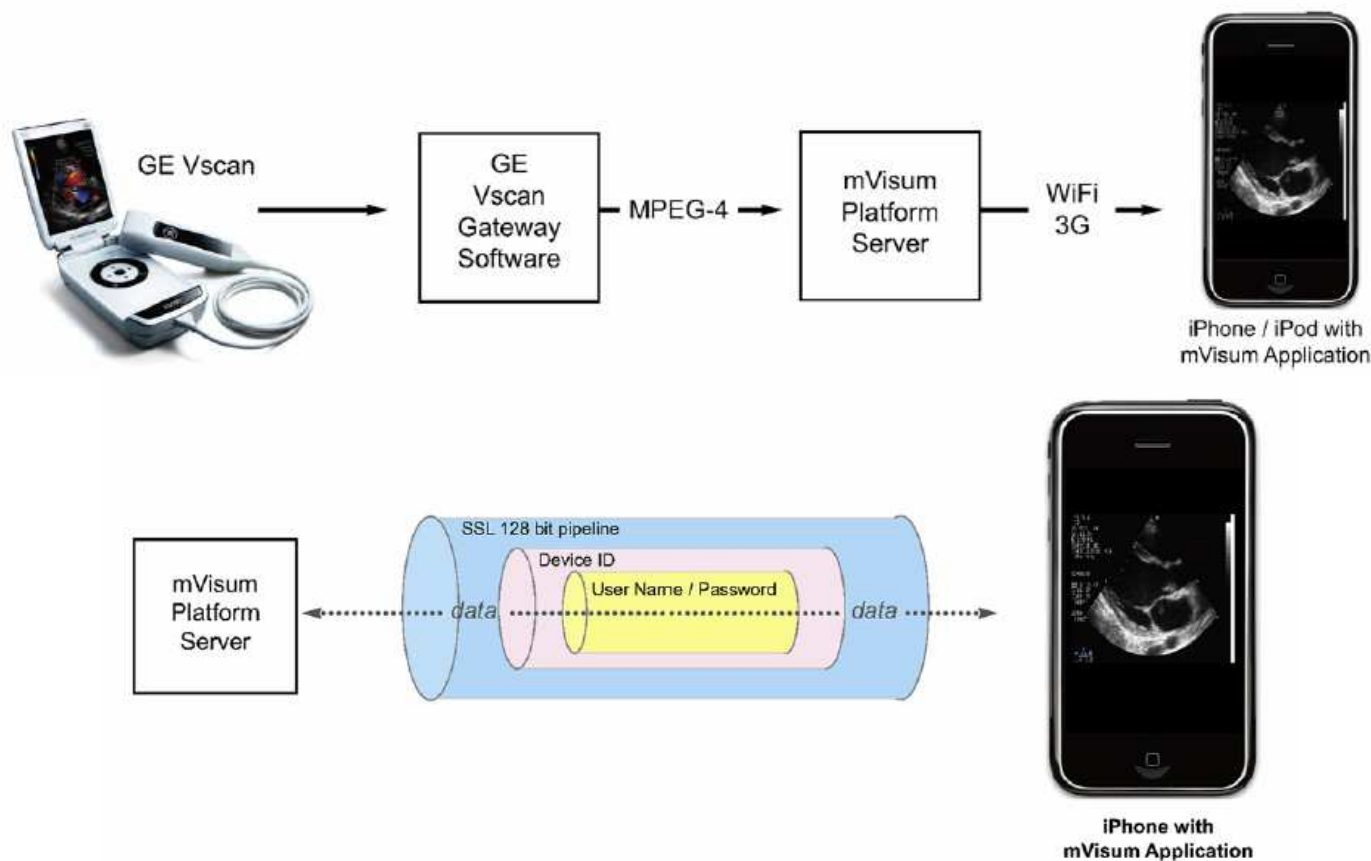 GE Vscan
GE
Vscan
Gateway
Software
MPEG-4
mVisum
Platform
Server
WiFi
3G
iPhone / iPod with
mVisum Application
SSL 128 bit pipeline
Device ID
User Name / Password
mVisum
Platform
Server
data
data
iPhone with
mVisum Application